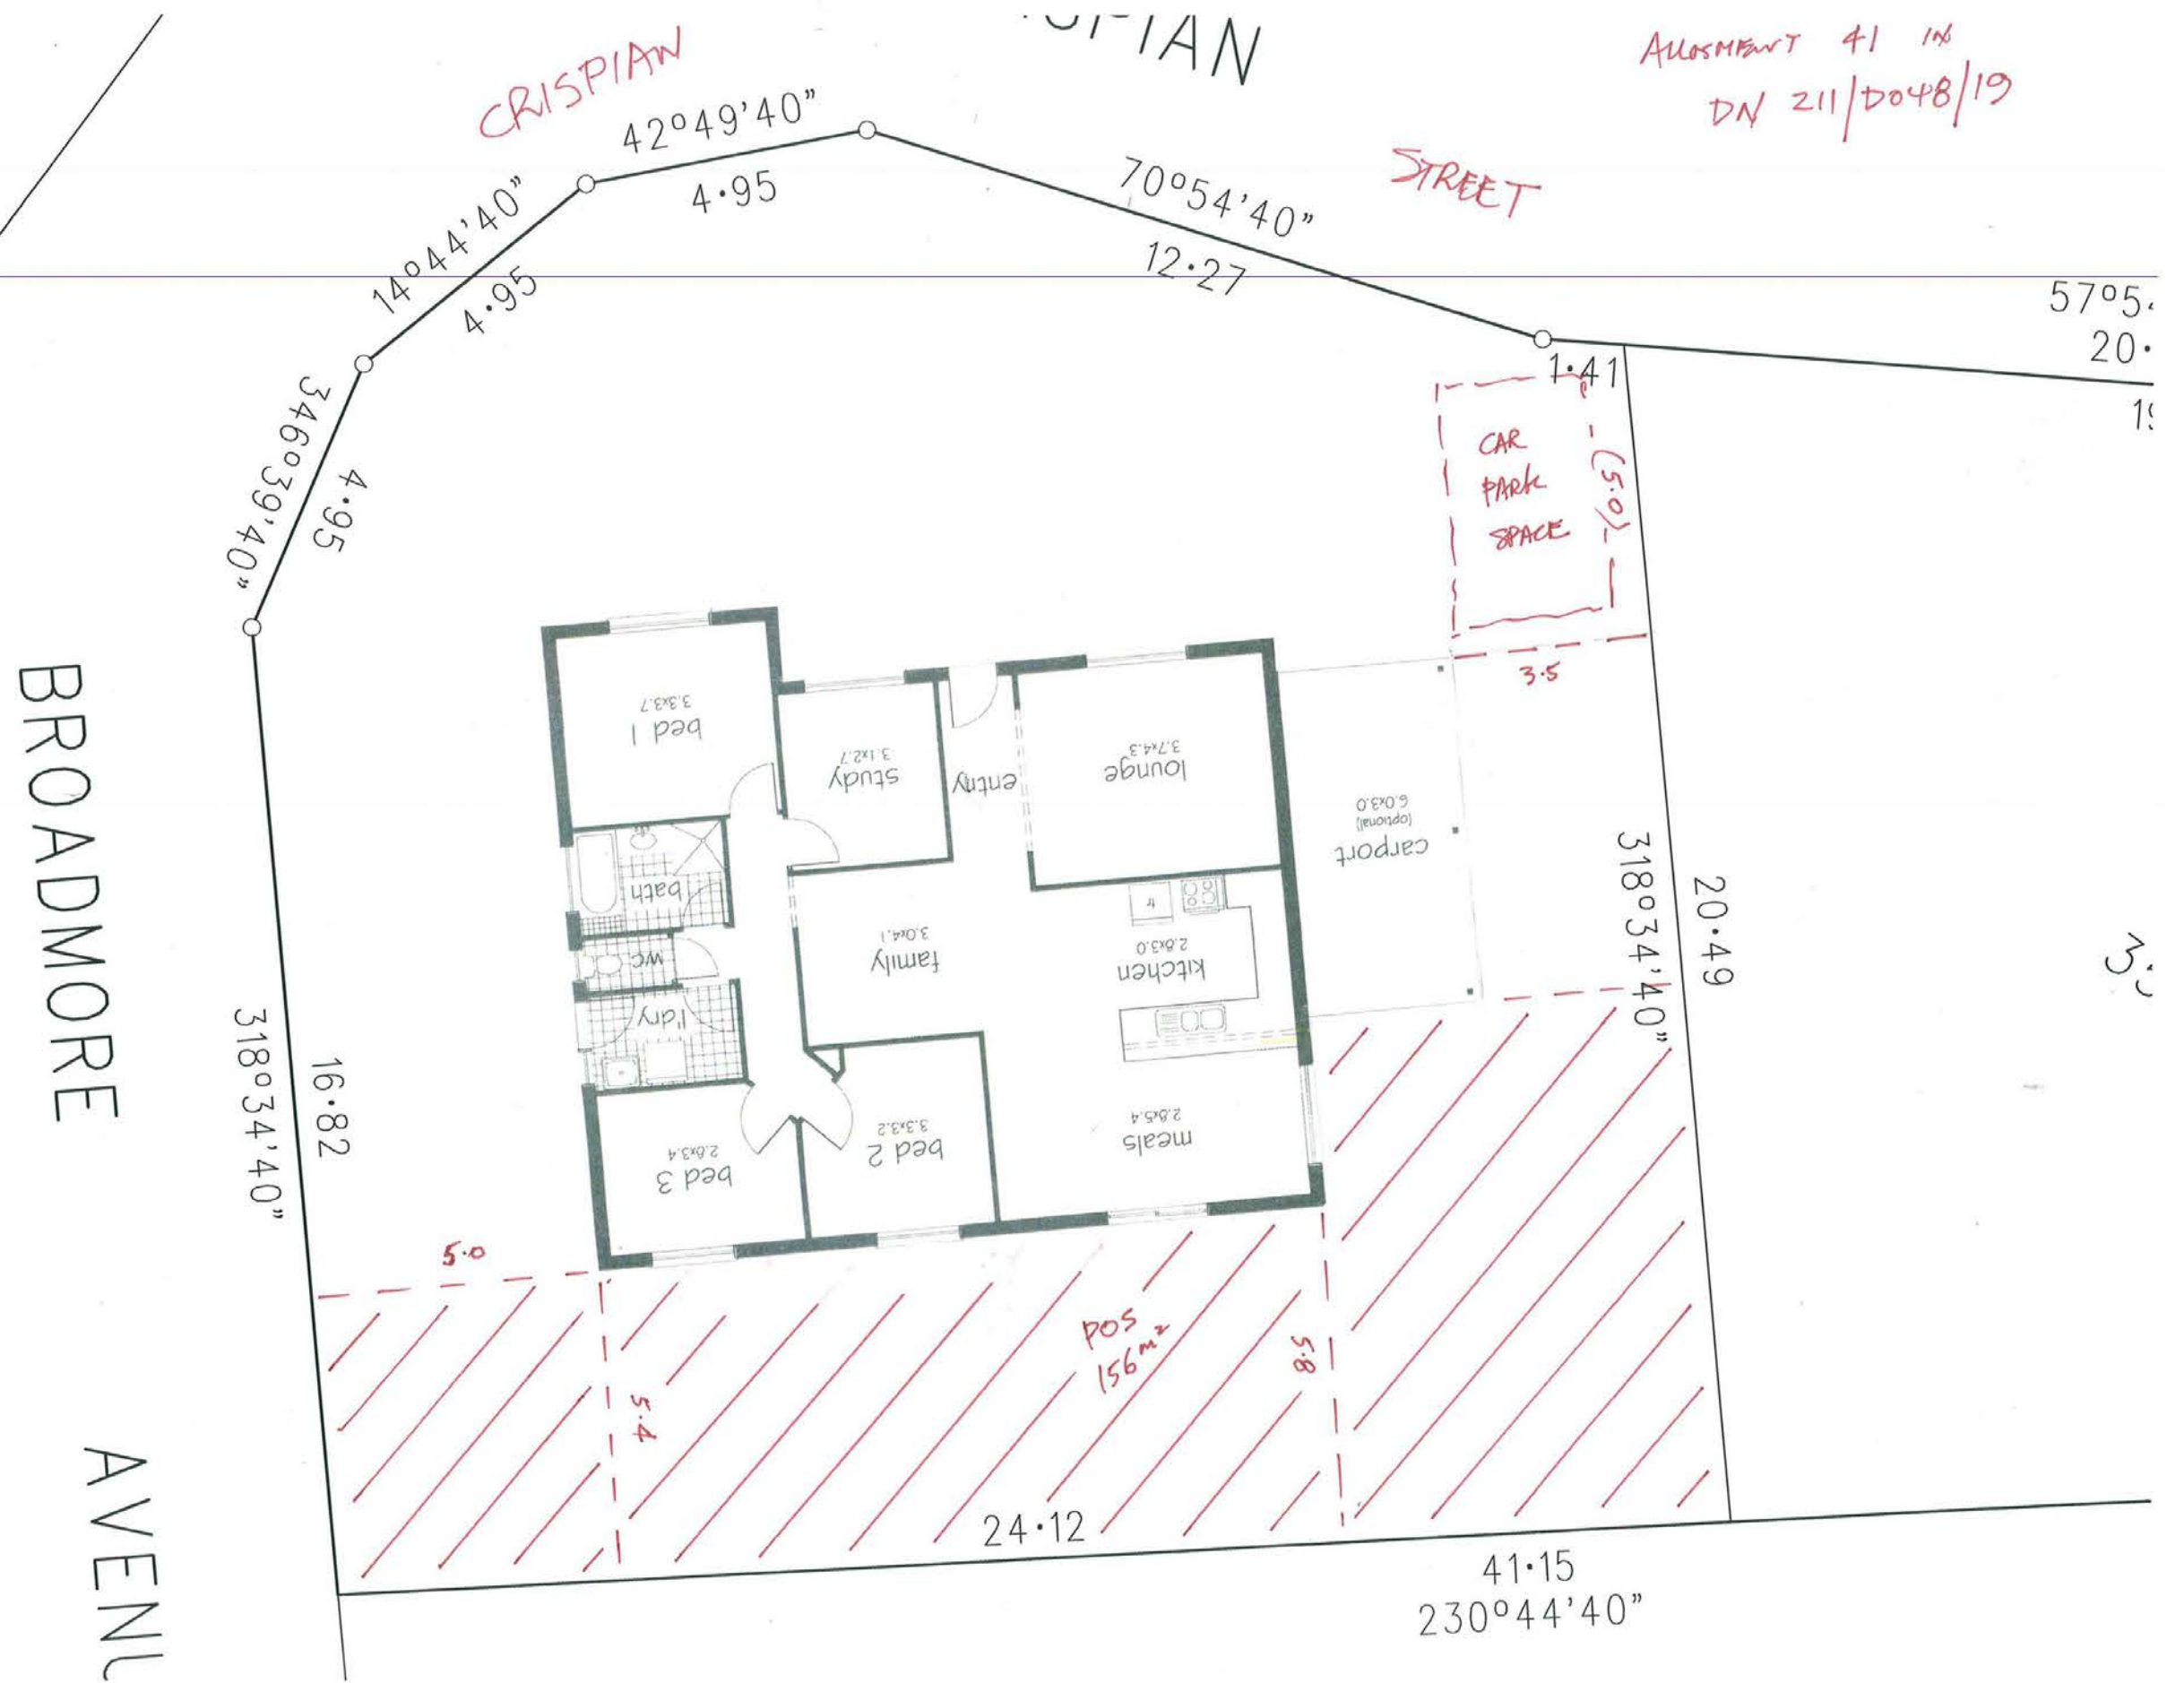 CRISPIAN
PIAN
ALLOSMENT 41 IN
DN 211/D048/19
STREET
42°49'40"
4·95
70°54'40"
12·27
14°44'40"
4·95
346°39'40"
4·95
57°5
20·
1·41
CAR
PARK
SPACE
(5.0)
3.5
BROADMORE
AVENU
bed 1
3.3x3.7
study
3.1x2.7
entry
lounge
3.7x4.3
carport
(optional)
6.0x3.0
bath
wc
l'dry
family
3.0x4.1
kitchen
2.8x3.0
fr
meals
2.8x5.4
bed 2
3.3x3.2
bed 3
2.8x3.4
318°34'40"
20·49
318°34'40"
16·82
5.0
5.4
POS
156m²
5.8
24·12
41·15
230°44'40"